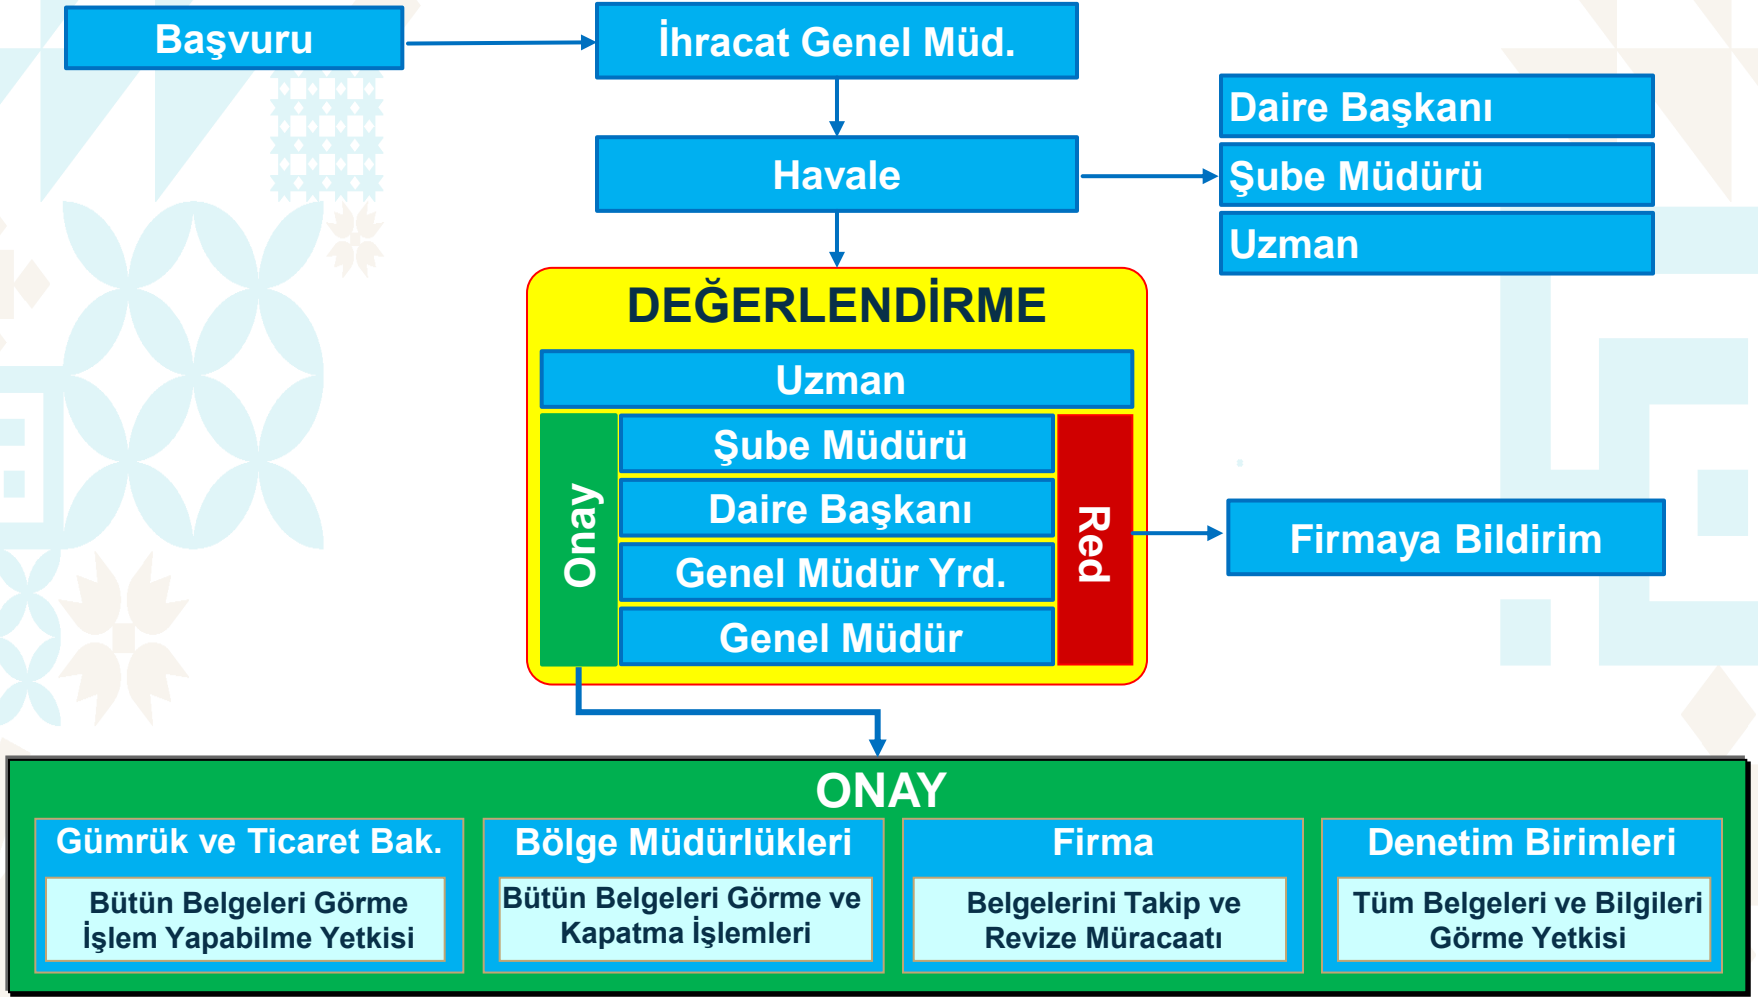 Başvuru
İhracat Genel Müd.
Daire Başkanı
Havale
Şube Müdürü
Uzman
DEĞERLENDİRME
Uzman
Onay
Şube Müdürü
Daire Başkanı
Genel Müdür Yrd.
Genel Müdür
Red
Firmaya Bildirim
ONAY
Gümrük ve Ticaret Bak.
Bütün Belgeleri Görme
İşlem Yapabilme Yetkisi
Bölge Müdürlükleri
Bütün Belgeleri Görme ve
Kapatma İşlemleri
Firma
Belgelerini Takip ve
Revize Müracaatı
Denetim Birimleri
Tüm Belgeleri ve Bilgileri
Görme Yetkisi